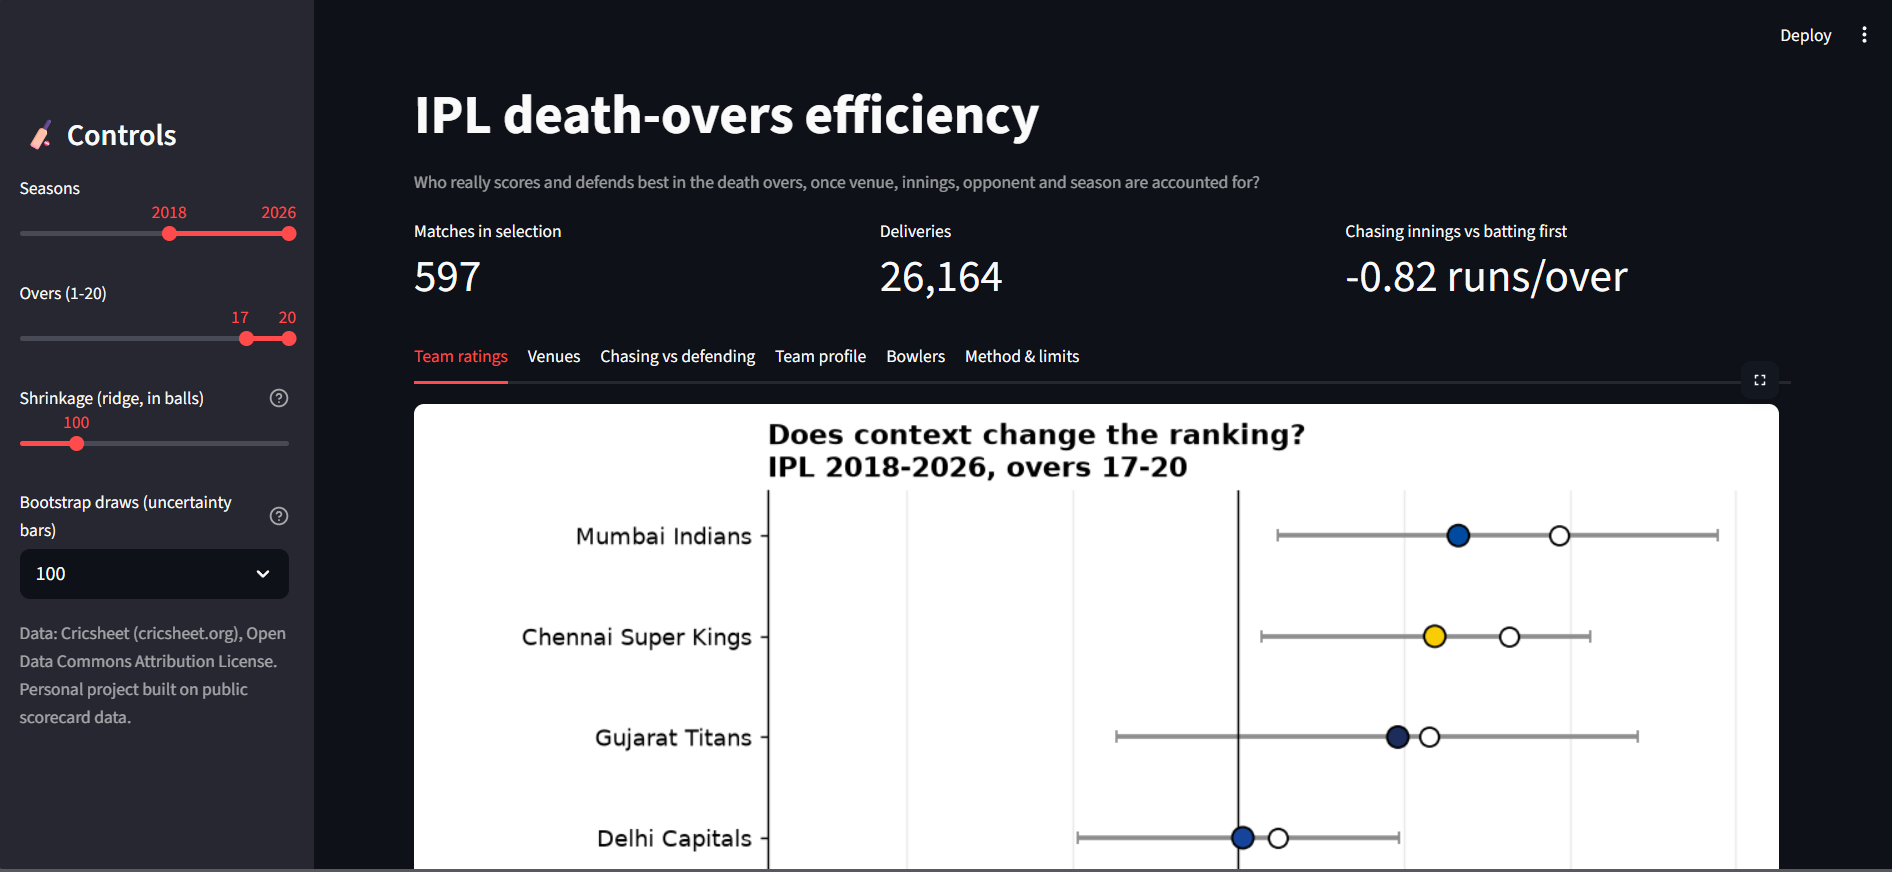 Deploy
Controls
Seasons
2018 2026
Overs (1-20)
17 20
Shrinkage (ridge, in balls)
100
Bootstrap draws (uncertainty
bars)
100
Data: Cricsheet (cricsheet.org), Open
Data Commons Attribution License.
Personal project built on public
scorecard data.
IPL death-overs efficiency
Who really scores and defends best in the death overs, once venue, innings, opponent and season are accounted for?
Matches in selection
597
Deliveries
26,164
Chasing innings vs batting first
-0.82 runs/over
Team ratings Venues Chasing vs defending Team profile Bowlers Method & limits
Does context change the ranking?
IPL 2018-2026, overs 17-20
Mumbai Indians
Chennai Super Kings
Gujarat Titans
Delhi Capitals